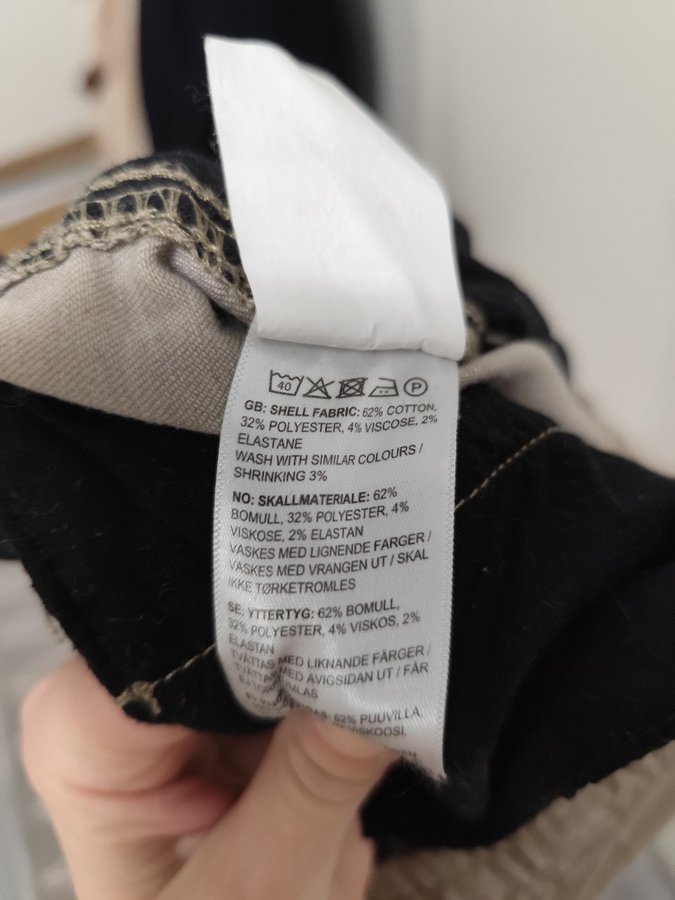 40 P
GB: SHELL FABRIC: 62% COTTON,
32% POLYESTER, 4% VISCOSE, 2%
ELASTANE
WASH WITH SIMILAR COLOURS /
SHRINKING 3%
NO: SKALLMATERIALE: 62%
BOMULL, 32% POLYESTER, 4%
VISKOSE, 2% ELASTAN
VASKES MED LIGNENDE FARGER /
VASKES MED VRANGEN UT / SKAL
IKKE TØRKETROMLES
SE: YTTERTYG: 62% BOMULL,
32% POLYESTER, 4% VISKOS, 2%
ELASTAN
TVÄTTAS MED LIKNANDE FÄRGER /
TVÄTTAS MED AVIGSIDAN UT / FÅR
62% PUUVILLA,
VISKOOSI,